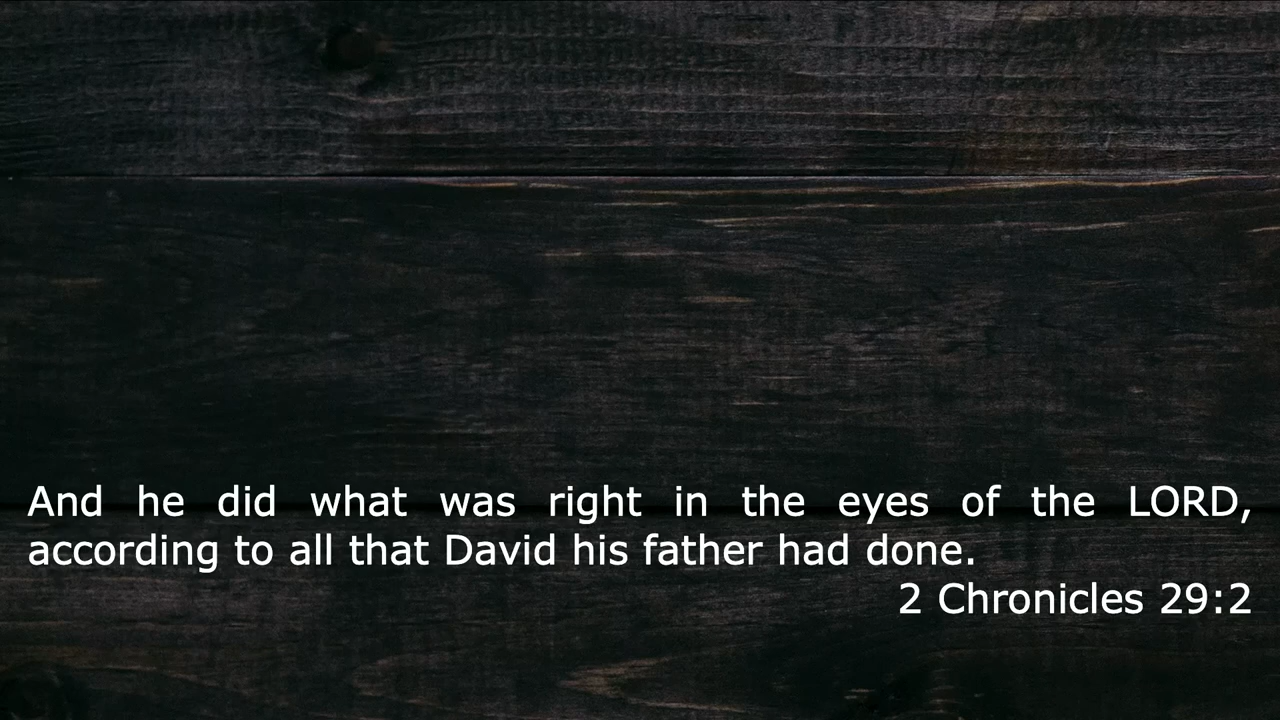 And he did what was right in the eyes of the LORD,
according to all that David his father had done.
2 Chronicles 29:2